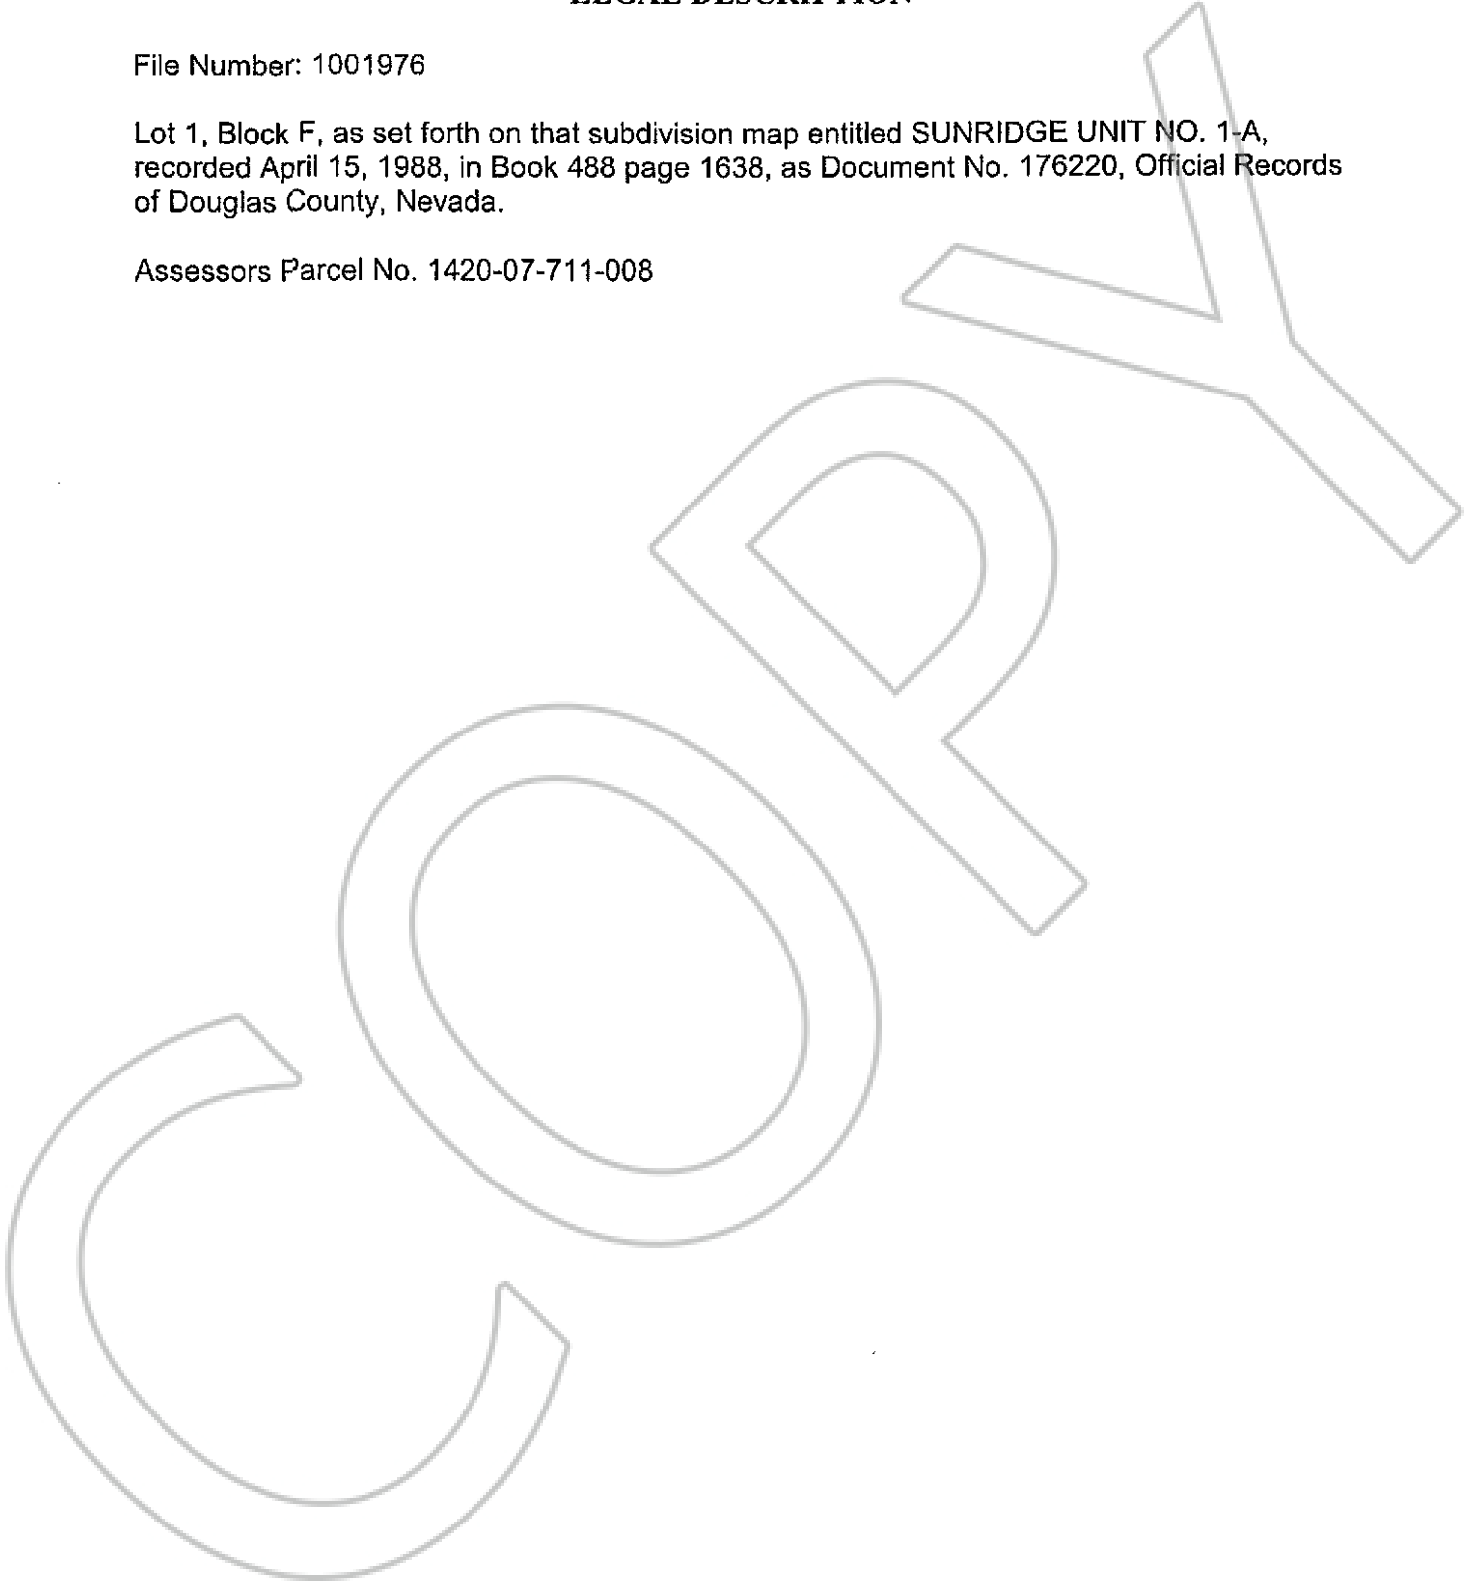 LEGAL DESCRIPTION
File Number: 1001976
Lot 1, Block F, as set forth on that subdivision map entitled SUNRIDGE UNIT NO. 1-A,
recorded April 15, 1988, in Book 488 page 1638, as Document No. 176220, Official Records
of Douglas County, Nevada.
Assessors Parcel No. 1420-07-711-008
COPY